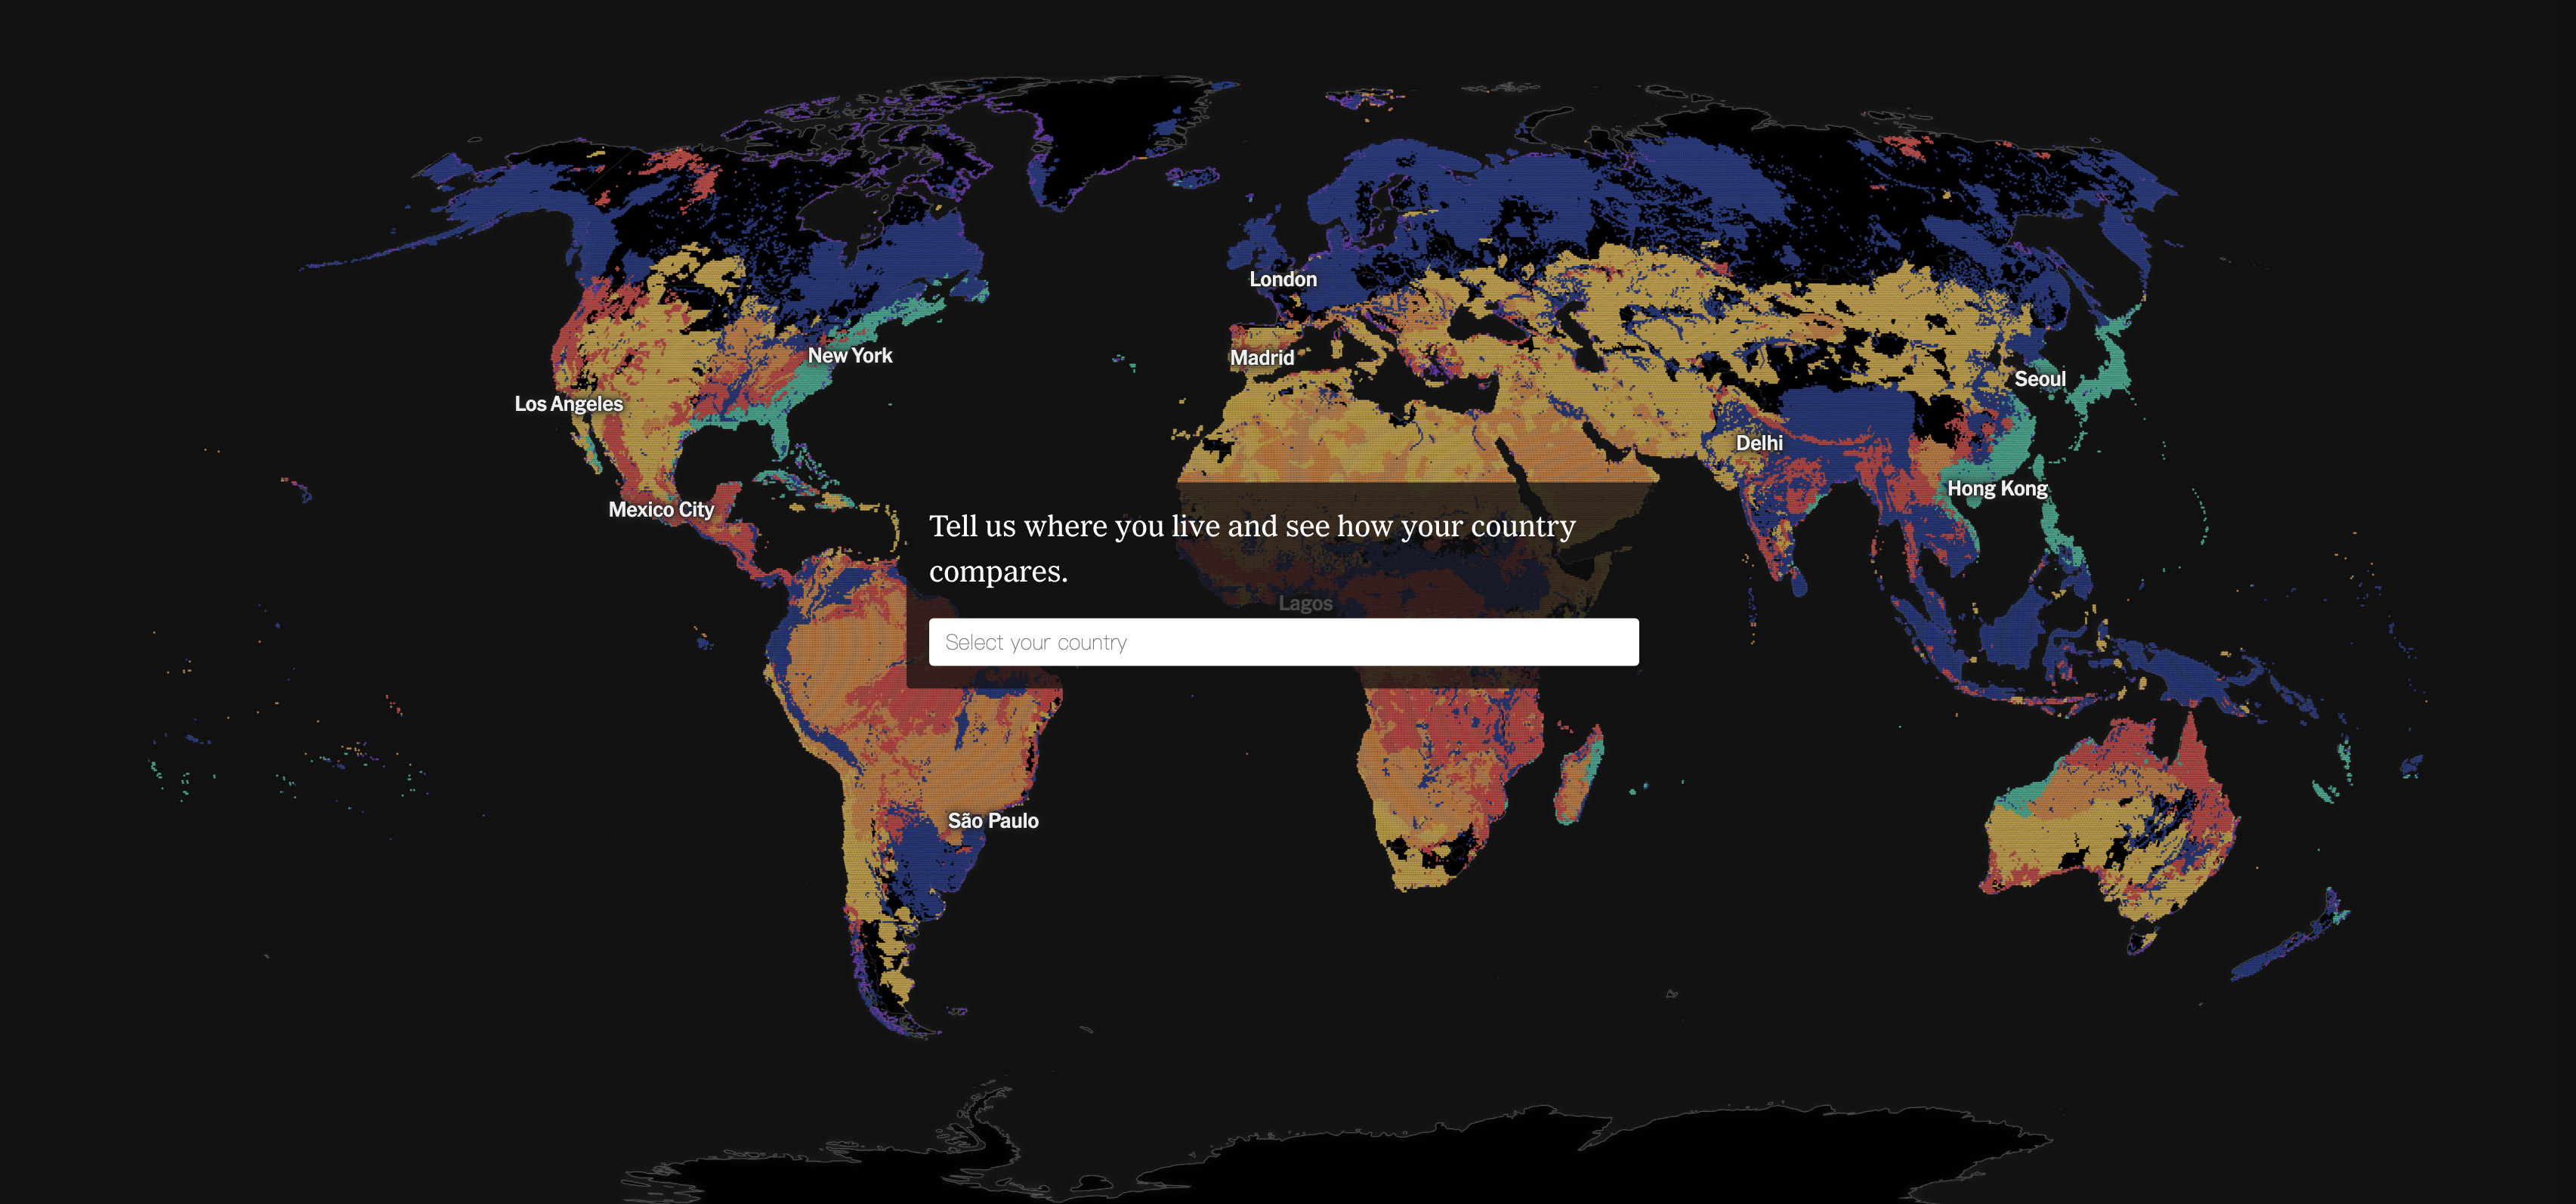 London
New York
Madrid
Seoul
Los Angeles
Delhi
Hong Kong
Mexico City
Tell us where you live and see how your country
compares.
Lagos
Select your country
São Paulo